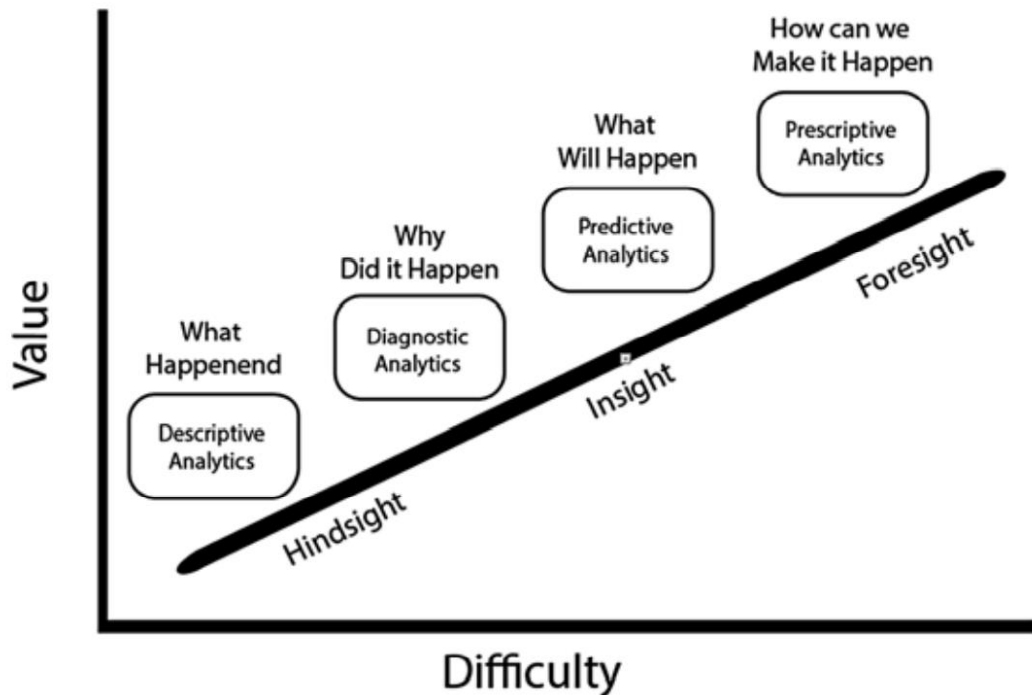 How can we
Make it Happen
Prescriptive
Analytics
What
Will Happen
Predictive
Analytics
Why
Did it Happen
Diagnostic
Analytics
What
Happenend
Descriptive
Analytics
Value
Hindsight
Insight
Foresight
Difficulty